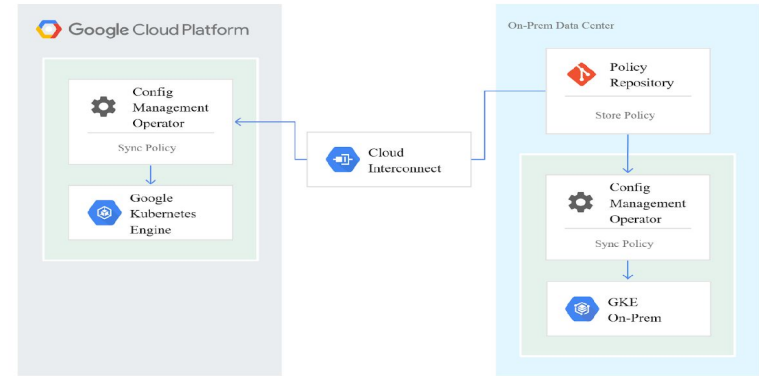 Google Cloud Platform
Config
Management
Operator
Sync Policy
Google
Kubernetes
Engine
Cloud
Interconnect
On-Prem Data Center
Policy
Repository
Store Policy
Config
Management
Operator
Sync Policy
GKE
On-Prem